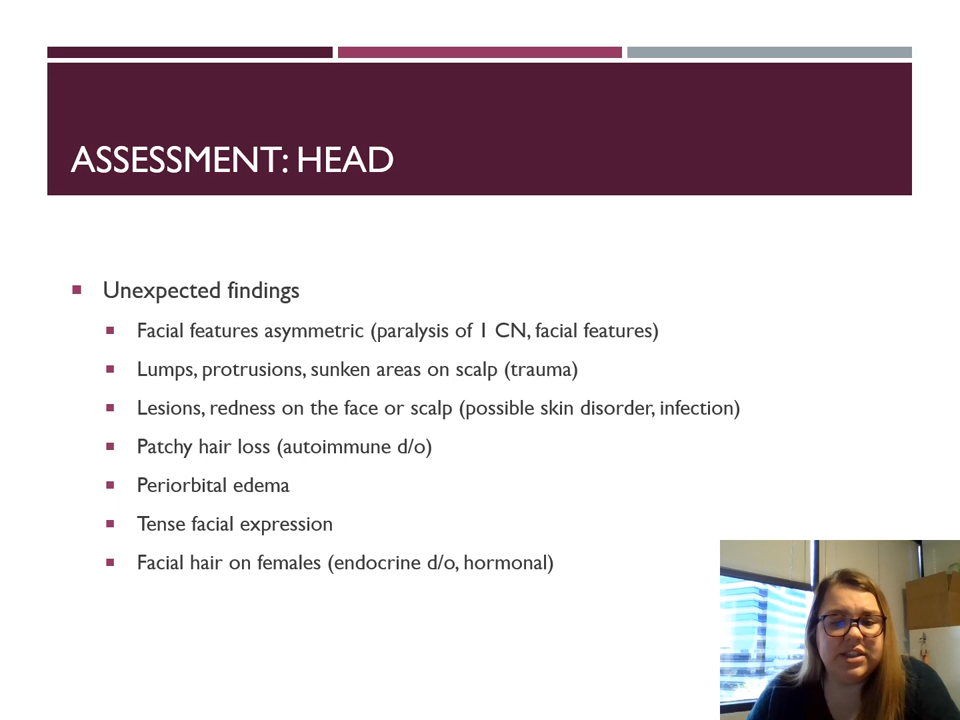 ASSESSMENT: HEAD
Unexpected findings
Facial features asymmetric (paralysis of 1 CN, facial features)
Lumps, protrusions, sunken areas on scalp (trauma)
Lesions, redness on the face or scalp (possible skin disorder, infection)
Patchy hair loss (autoimmune d/o)
Periorbital edema
Tense facial expression
Facial hair on females (endocrine d/o, hormonal)